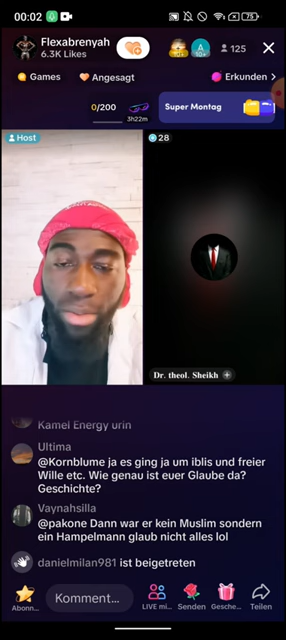 00:02
75
Flexabrenyah
6.3K Likes
A
10+
125
Games
Angesagt
Erkunden
0/200
3h22m
Super Montag
Host
28
Dr. theol. Sheikh
Kamel Energy urin
Ultima
@Kornblume ja es ging ja um iblis und freier
Wille etc. Wie genau ist euer Glaube da?
Geschichte?
Vaynahsilla
@pakone Dann war er kein Muslim sondern
ein Hampelmann glaub nicht alles lol
danielmilan981 ist beigetreten
Kommen...
Abonn...
LIVE mi...
Senden
Gesche...
Teilen